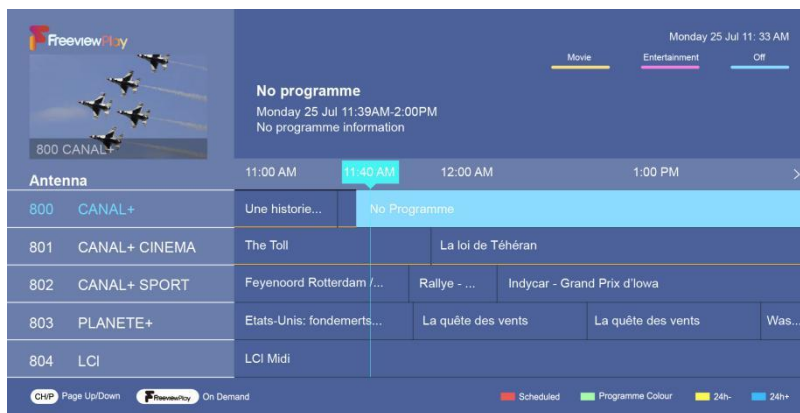 FreeviewPlay
Monday 25 Jul 11: 33 AM
Movie Entertainment Off
No programme
Monday 25 Jul 11:39AM-2:00PM
No programme information
800 CANAL+
Antenna 11:00 AM 11:40 AM 12:00 AM 1:00 PM
800 CANAL+ Une historie... No Programme
801 CANAL+ CINEMA The Toll La loi de Téhéran
802 CANAL+ SPORT Feyenoord Rotterdam /... Rallye - ... Indycar - Grand Prix d'Iowa
803 PLANETE+ Etats-Unis: fondemerts... La quête des vents La quête des vents Was...
804 LCI LCI Midi
CH/P Page Up/Down FreeviewPlay On Demand Scheduled Programme Colour 24h- 24h+